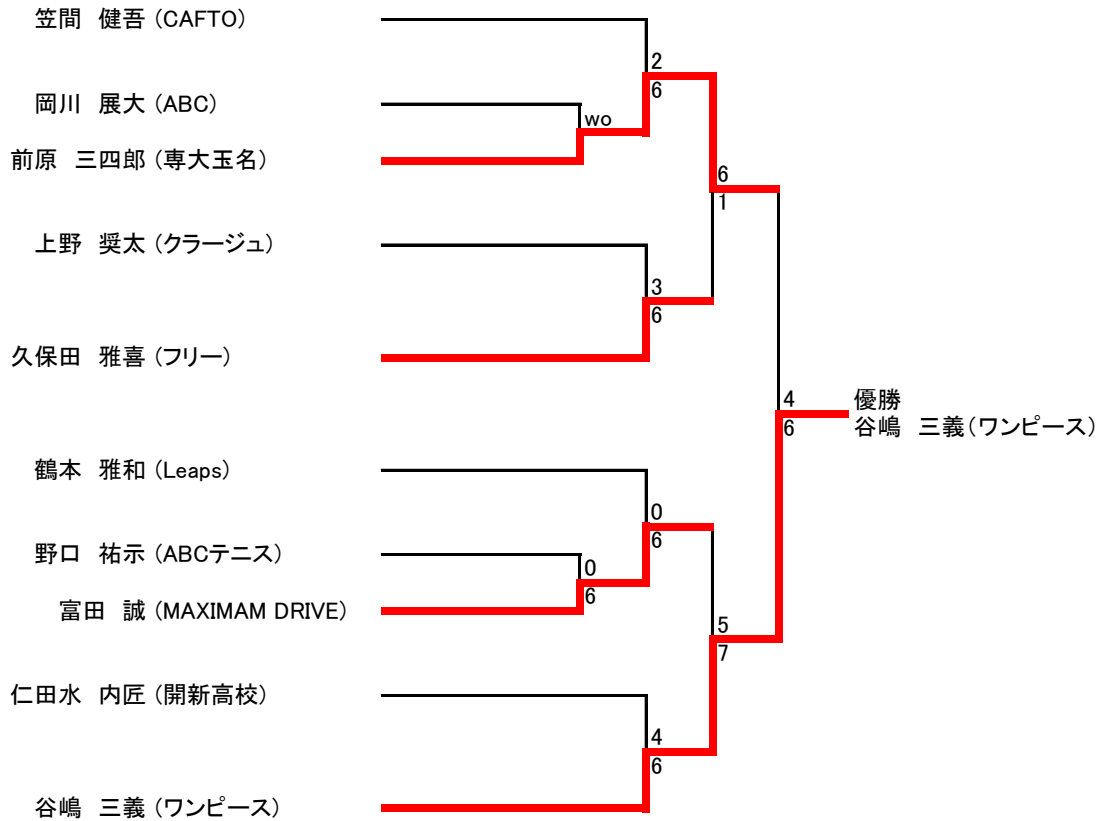 笠間　健吾 (CAFTO)
2
6
岡川　展大 (ABC)
wo
前原　三四郎 (専大玉名)
6
1
上野　奨太 (クラージュ)
3
6
久保田　雅喜 (フリー)
4
6
優勝
谷嶋　三義(ワンピース)
鶴本　雅和 (Leaps)
0
6
野口　祐示 (ABCテニス)
0
6
富田　誠 (MAXIMAM DRIVE)
5
7
仁田水　内匠 (開新高校)
4
6
谷嶋　三義 (ワンピース)